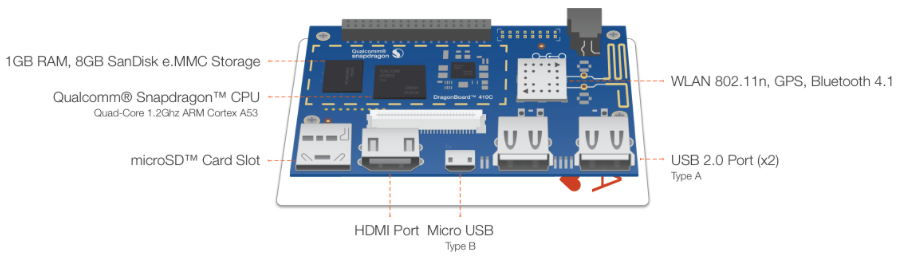 Qualcomm®
snapdragon
1GB RAM, 8GB SanDisk e.MMC Storage
WLAN 802.11n, GPS, Bluetooth 4.1
Qualcomm® Snapdragon™ CPU
Quad-Core 1.2Ghz ARM Cortex A53
DragonBoard™ 410C
microSD™ Card Slot
USB 2.0 Port (x2)
Type A
HDMI Port
Micro USB
Type B